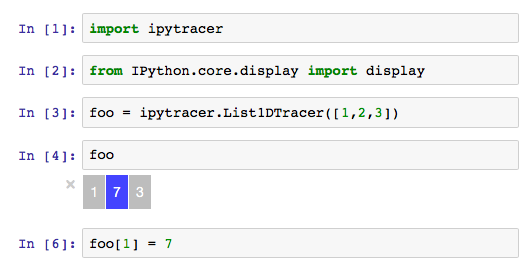 In [1]: import ipytracer
In [2]: from IPython.core.display import display
In [3]: foo = ipytracer.List1DTracer([1,2,3])
In [4]: foo
× 1 7 3
In [6]: foo[1] = 7